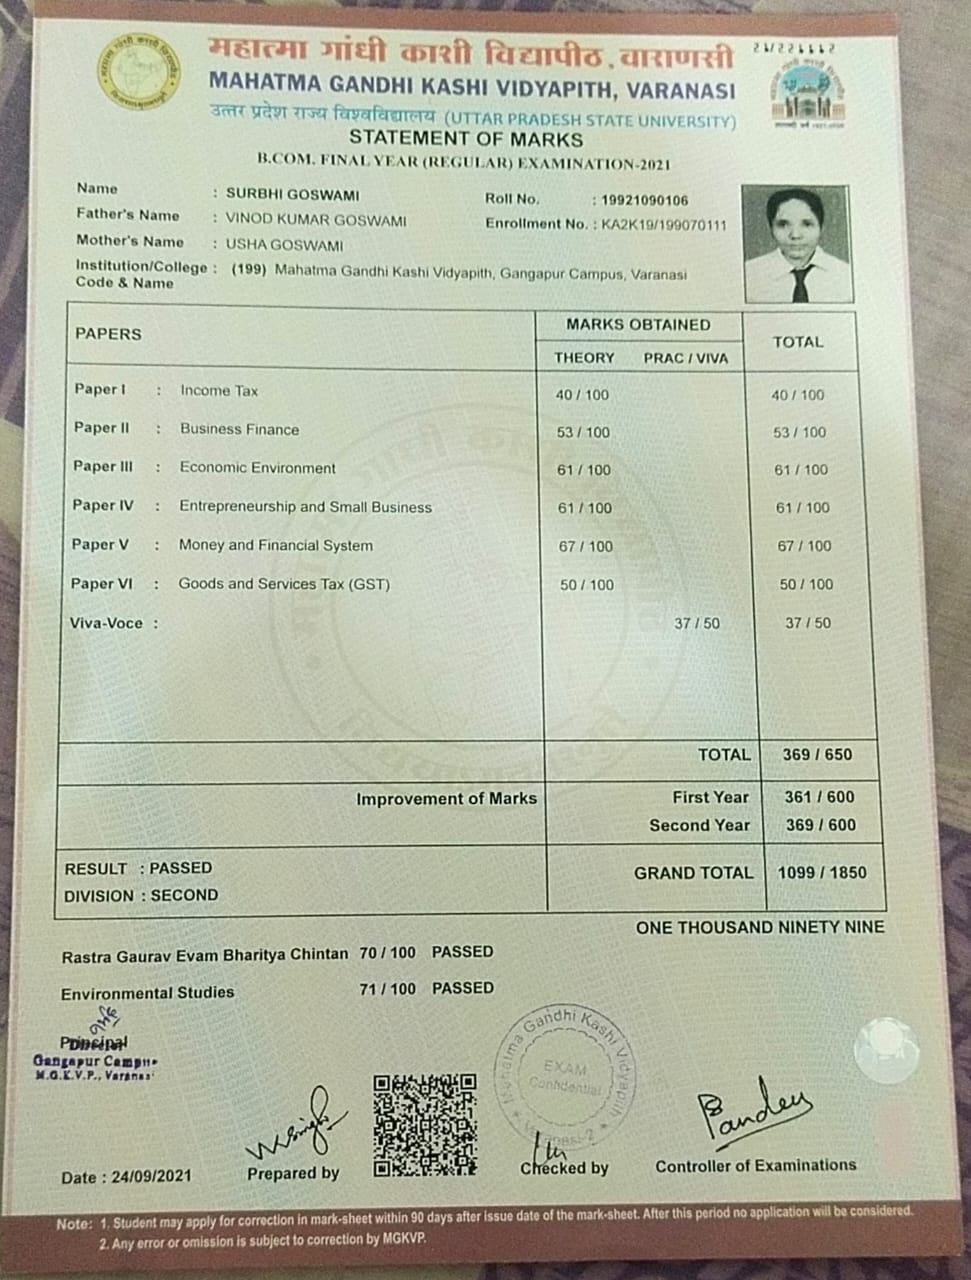 महात्मा गांधी काशी विद्यापीठ, वाराणसी
MAHATMA GANDHI KASHI VIDYAPITH, VARANASI
उत्तर प्रदेश राज्य विश्वविद्यालय (UTTAR PRADESH STATE UNIVERSITY)
STATEMENT OF MARKS
B.COM. FINAL YEAR (REGULAR) EXAMINATION-2021
Name : SURBHI GOSWAMI Roll No. : 19921090106
Father's Name : VINOD KUMAR GOSWAMI Enrollment No. : KA2K19/199070111
Mother's Name : USHA GOSWAMI
Institution/College : (199) Mahatma Gandhi Kashi Vidyapith, Gangapur Campus, Varanasi
Code & Name
PAPERS MARKS OBTAINED TOTAL
THEORY PRAC / VIVA
Paper I : Income Tax 40 / 100 40 / 100
Paper II : Business Finance 53 / 100 53 / 100
Paper III : Economic Environment 61 / 100 61 / 100
Paper IV : Entrepreneurship and Small Business 61 / 100 61 / 100
Paper V : Money and Financial System 67 / 100 67 / 100
Paper VI : Goods and Services Tax (GST) 50 / 100 50 / 100
Viva-Voce : 37 / 50 37 / 50
TOTAL 369 / 650
Improvement of Marks First Year 361 / 600
Second Year 369 / 600
RESULT : PASSED GRAND TOTAL 1099 / 1850
DIVISION : SECOND
ONE THOUSAND NINETY NINE
Rastra Gaurav Evam Bharitya Chintan 70 / 100 PASSED
Environmental Studies 71 / 100 PASSED
Principal
Gangapur Campus
M.G.K.V.P., Varanasi
Mahatma Gandhi Kashi Vidyapith
EXAM
Confidential
Varanasi-2
Pandey
Date : 24/09/2021 Prepared by Checked by Controller of Examinations
Note: 1. Student may apply for correction in mark-sheet within 90 days after issue date of the mark-sheet. After this period no application will be considered.
2. Any error or omission is subject to correction by MGKVP.